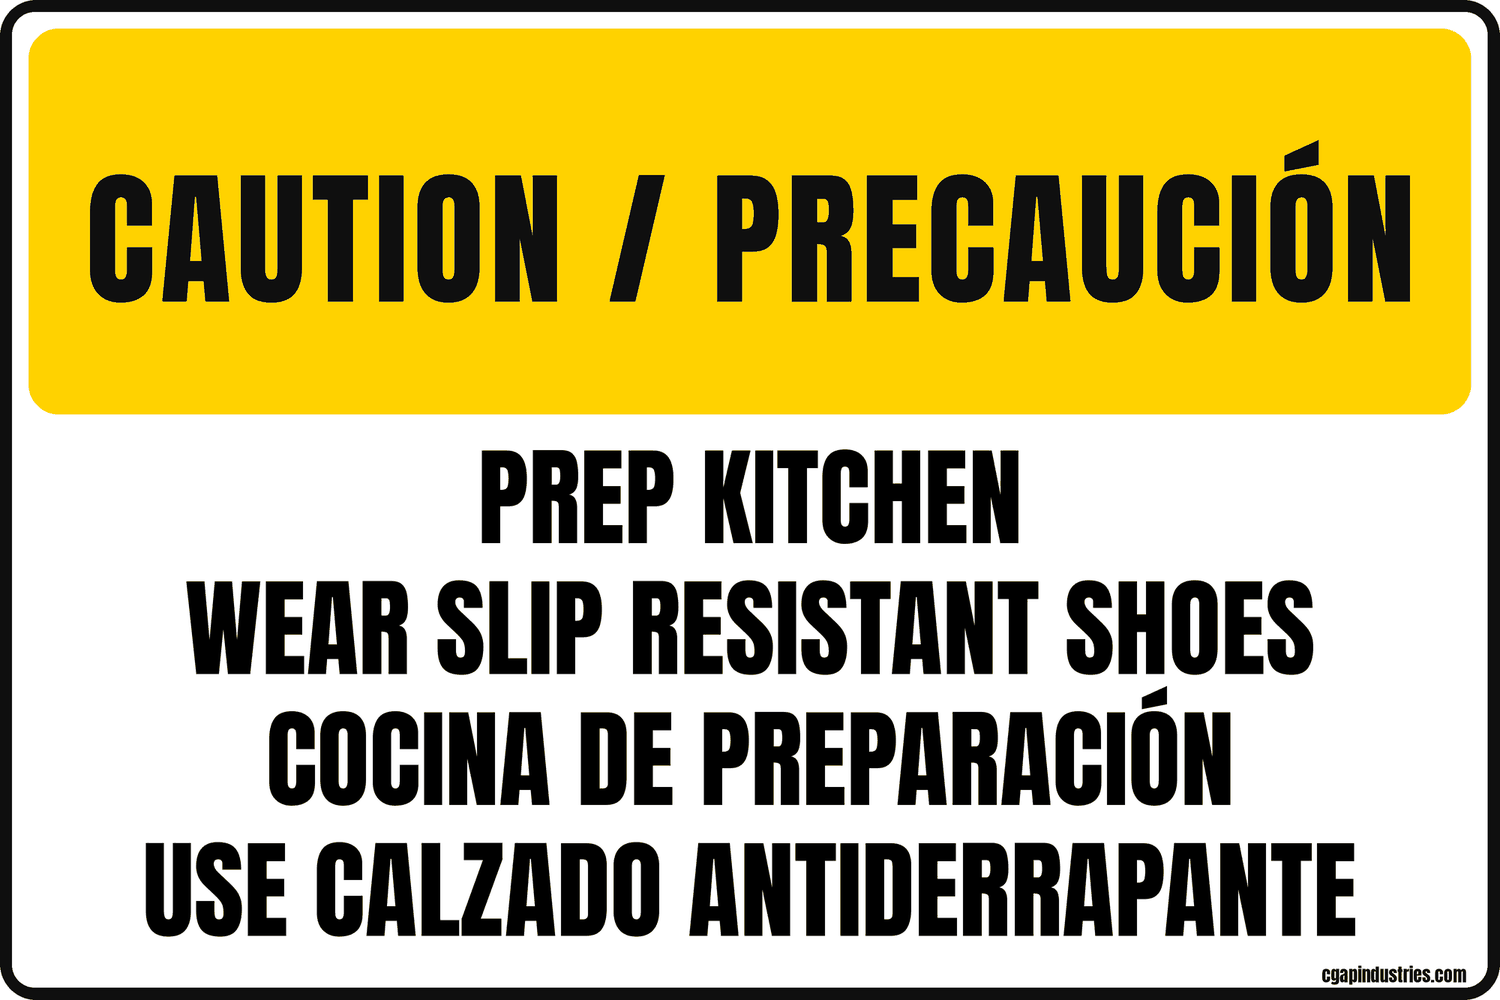 CAUTION / PRECAUCIÓN
PREP KITCHEN
WEAR SLIP RESISTANT SHOES
COCINA DE PREPARACIÓN
USE CALZADO ANTIDERRAPANTE
cgapindustries.com